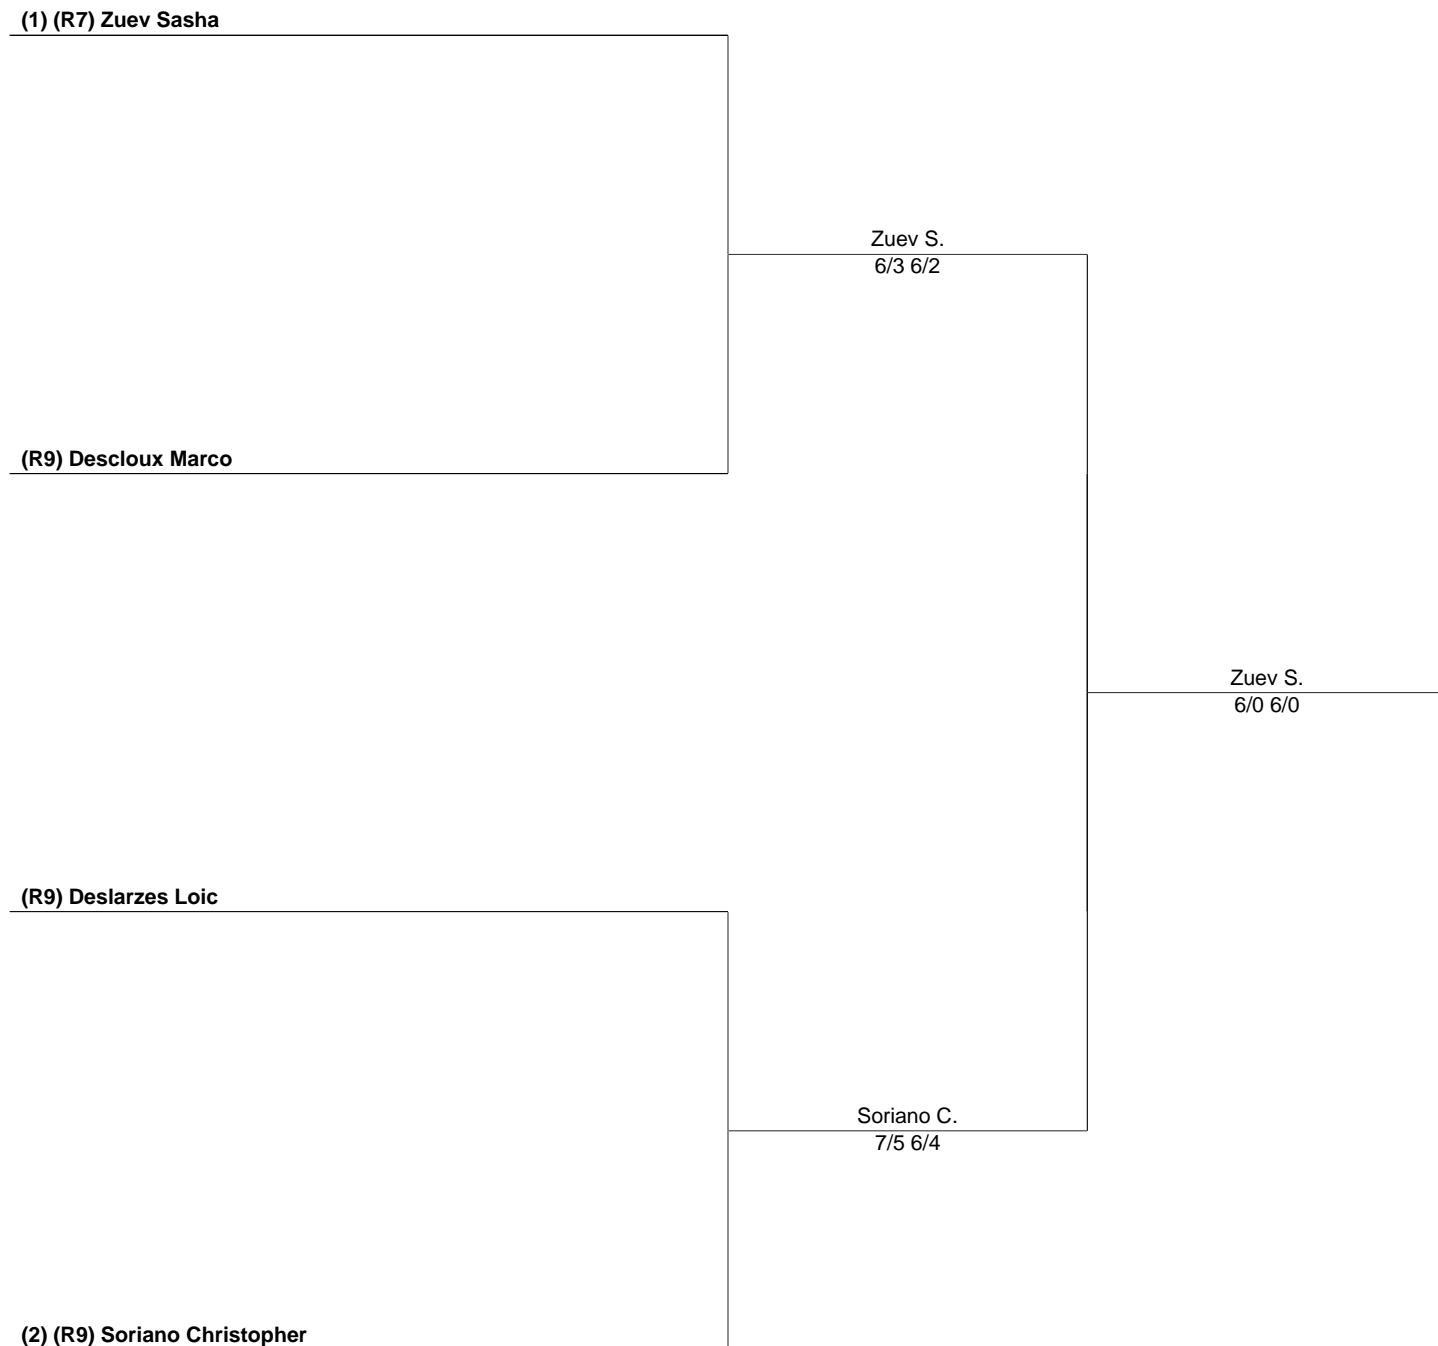 (1) (R7) Zuev Sasha
Zuev S.
6/3 6/2
(R9) Descloux Marco
Zuev S.
6/0 6/0
(R9) Deslarzes Loic
Soriano C.
7/5 6/4
(2) (R9) Soriano Christopher